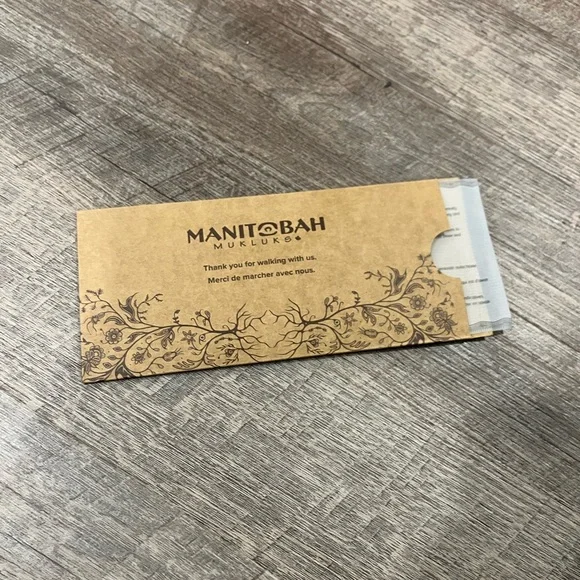 MANITOBAH
MUKLUKS
Thank you for walking with us.
Merci de marcher avec nous.